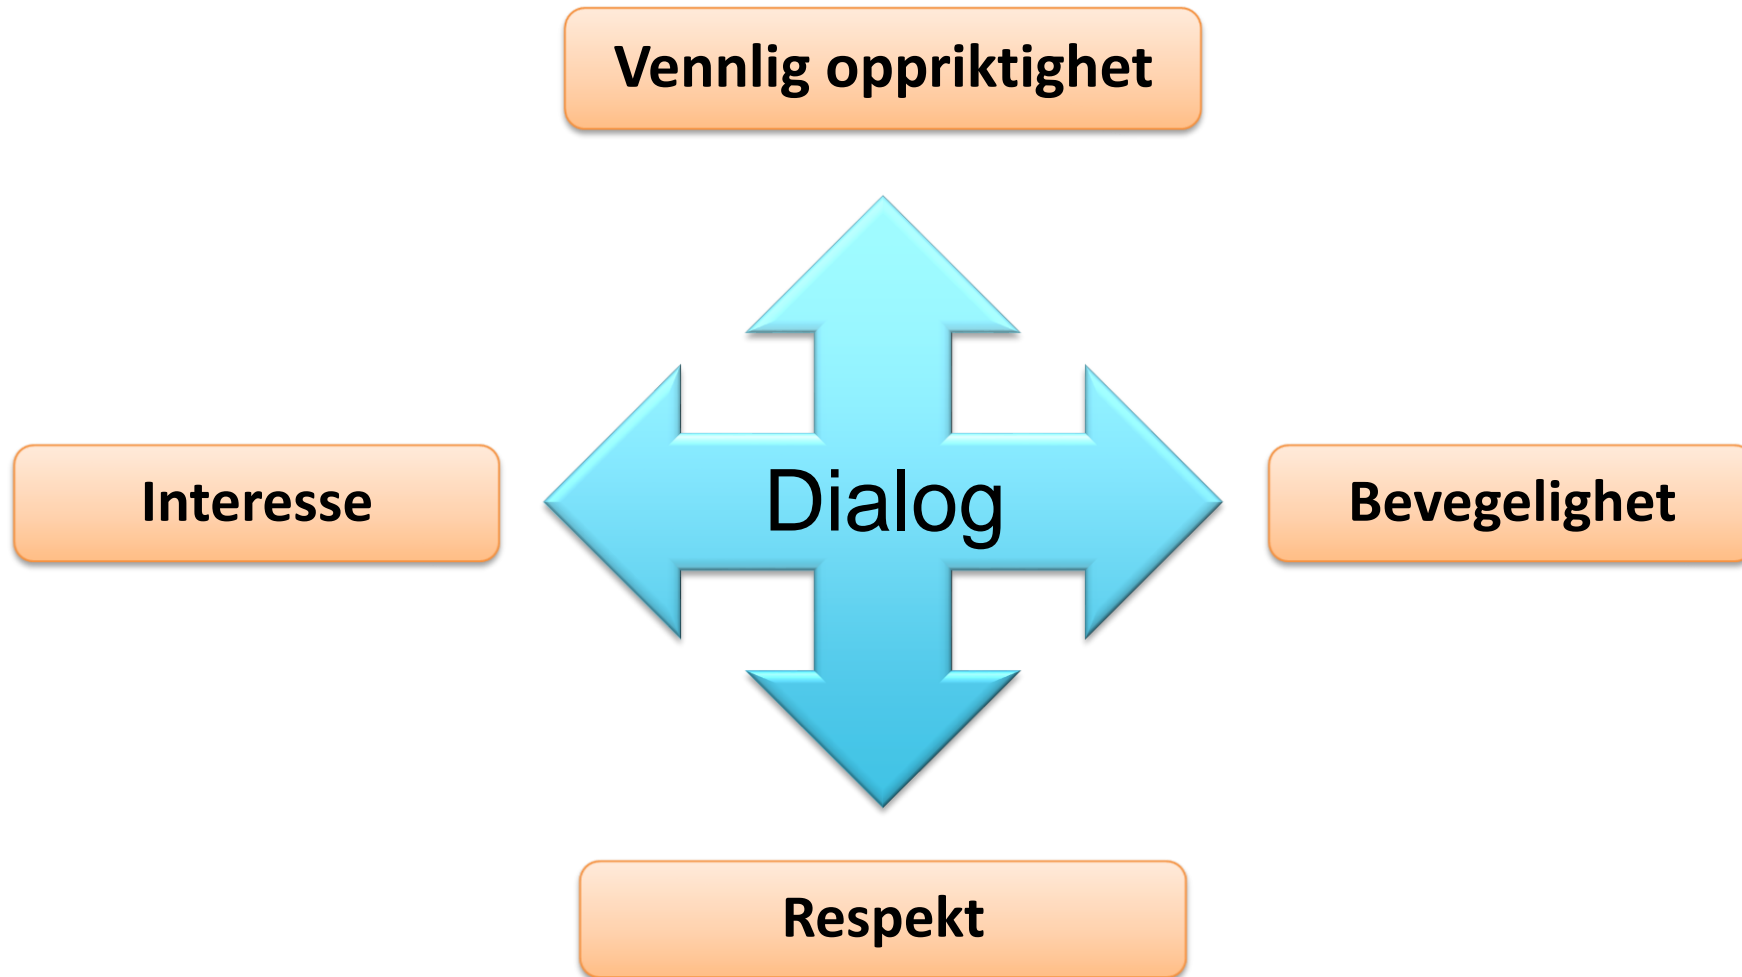 Vennlig oppriktighet
Interesse
Dialog
Bevegelighet
Respekt